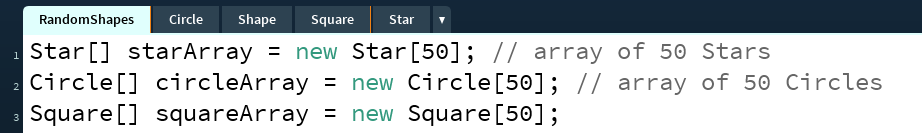 RandomShapes Circle Shape Square Star ▼
1 Star[] starArray = new Star[50]; // array of 50 Stars
2 Circle[] circleArray = new Circle[50]; // array of 50 Circles
3 Square[] squareArray = new Square[50];